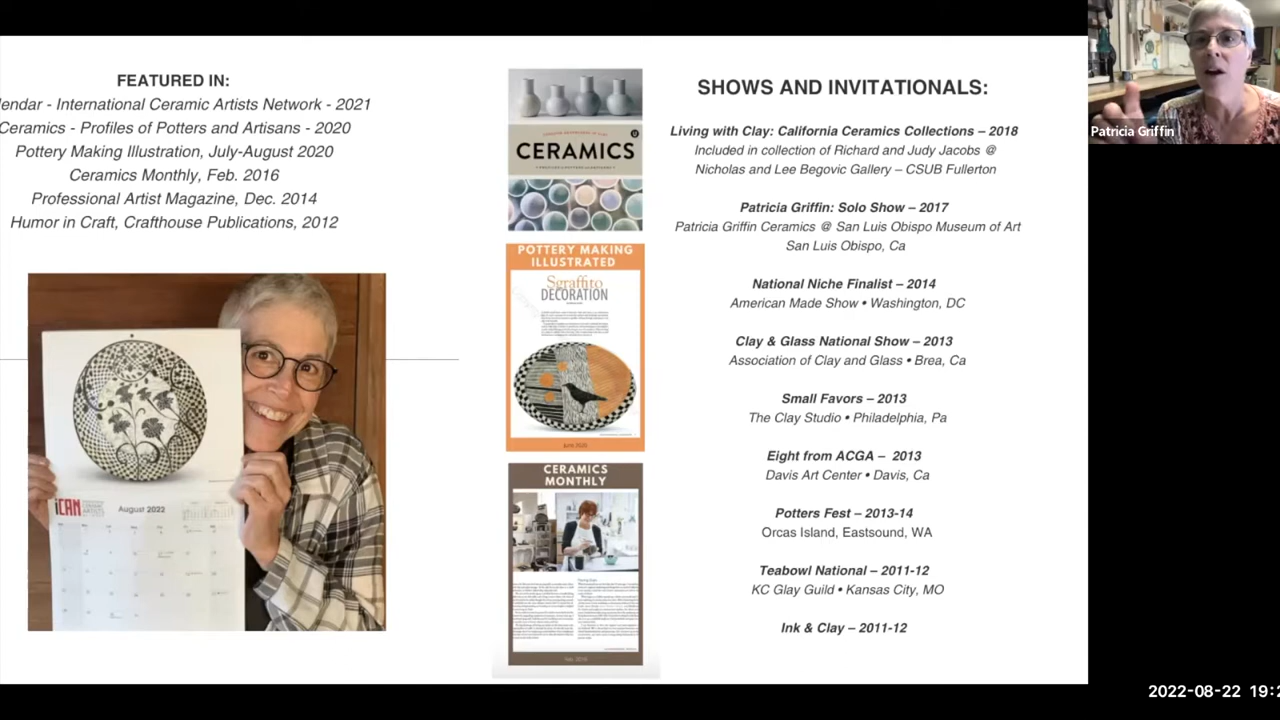 FEATURED IN:
lendar - International Ceramic Artists Network - 2021
Ceramics - Profiles of Potters and Artisans - 2020
Pottery Making Illustration, July-August 2020
Ceramics Monthly, Feb. 2016
Professional Artist Magazine, Dec. 2014
Humor in Craft, Crafthouse Publications, 2012
iCAN
August 2022
CERAMICS
POTTERY MAKING
ILLUSTRATED
Sgraffito
DECORATION
June 2020
CERAMICS
MONTHLY
Feb. 2016
SHOWS AND INVITATIONALS:
Living with Clay: California Ceramics Collections – 2018
Included in collection of Richard and Judy Jacobs @
Nicholas and Lee Begovic Gallery – CSUB Fullerton
Patricia Griffin: Solo Show – 2017
Patricia Griffin Ceramics @ San Luis Obispo Museum of Art
San Luis Obispo, Ca
National Niche Finalist – 2014
American Made Show • Washington, DC
Clay & Glass National Show – 2013
Association of Clay and Glass • Brea, Ca
Small Favors – 2013
The Clay Studio • Philadelphia, Pa
Eight from ACGA – 2013
Davis Art Center • Davis, Ca
Potters Fest – 2013-14
Orcas Island, Eastsound, WA
Teabowl National – 2011-12
KC Glay Guild • Kansas City, MO
Ink & Clay – 2011-12
Patricia Griffin
2022-08-22 19:2